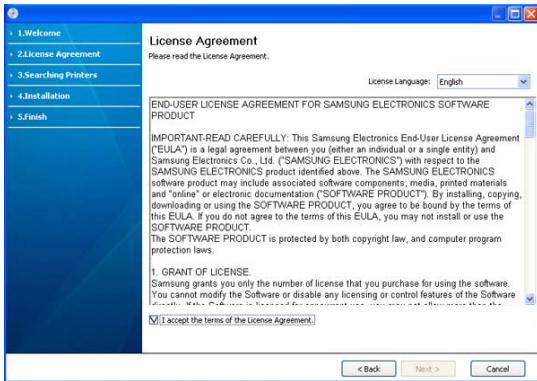 1.Welcome
2.License Agreement
3.Searching Printers
4.Installation
5.Finish
License Agreement
Please read the License Agreement.
License Language: English
END-USER LICENSE AGREEMENT FOR SAMSUNG ELECTRONICS SOFTWARE
PRODUCT
IMPORTANT-READ CAREFULLY: This Samsung Electronics End-User License Agreement
("EULA") is a legal agreement between you (either an individual or a single entity) and
Samsung Electronics Co., Ltd. ("SAMSUNG ELECTRONICS") with respect to the
SAMSUNG ELECTRONICS product identified above. The SAMSUNG ELECTRONICS
software product may include associated software components, media, printed materials
and "online" or electronic documentation ("SOFTWARE PRODUCT"). By installing, copying,
downloading or using the SOFTWARE PRODUCT, you agree to be bound by the terms of
this EULA. If you do not agree to the terms of this EULA, you may not install or use the
SOFTWARE PRODUCT.
The SOFTWARE PRODUCT is protected by both copyright law, and computer program
protection laws.
1. GRANT OF LICENSE.
Samsung grants you only the number of license that you purchase for using the software.
You cannot modify the Software or disable any licensing or control features of the Software
I accept the terms of the License Agreement.
< Back Next > Cancel